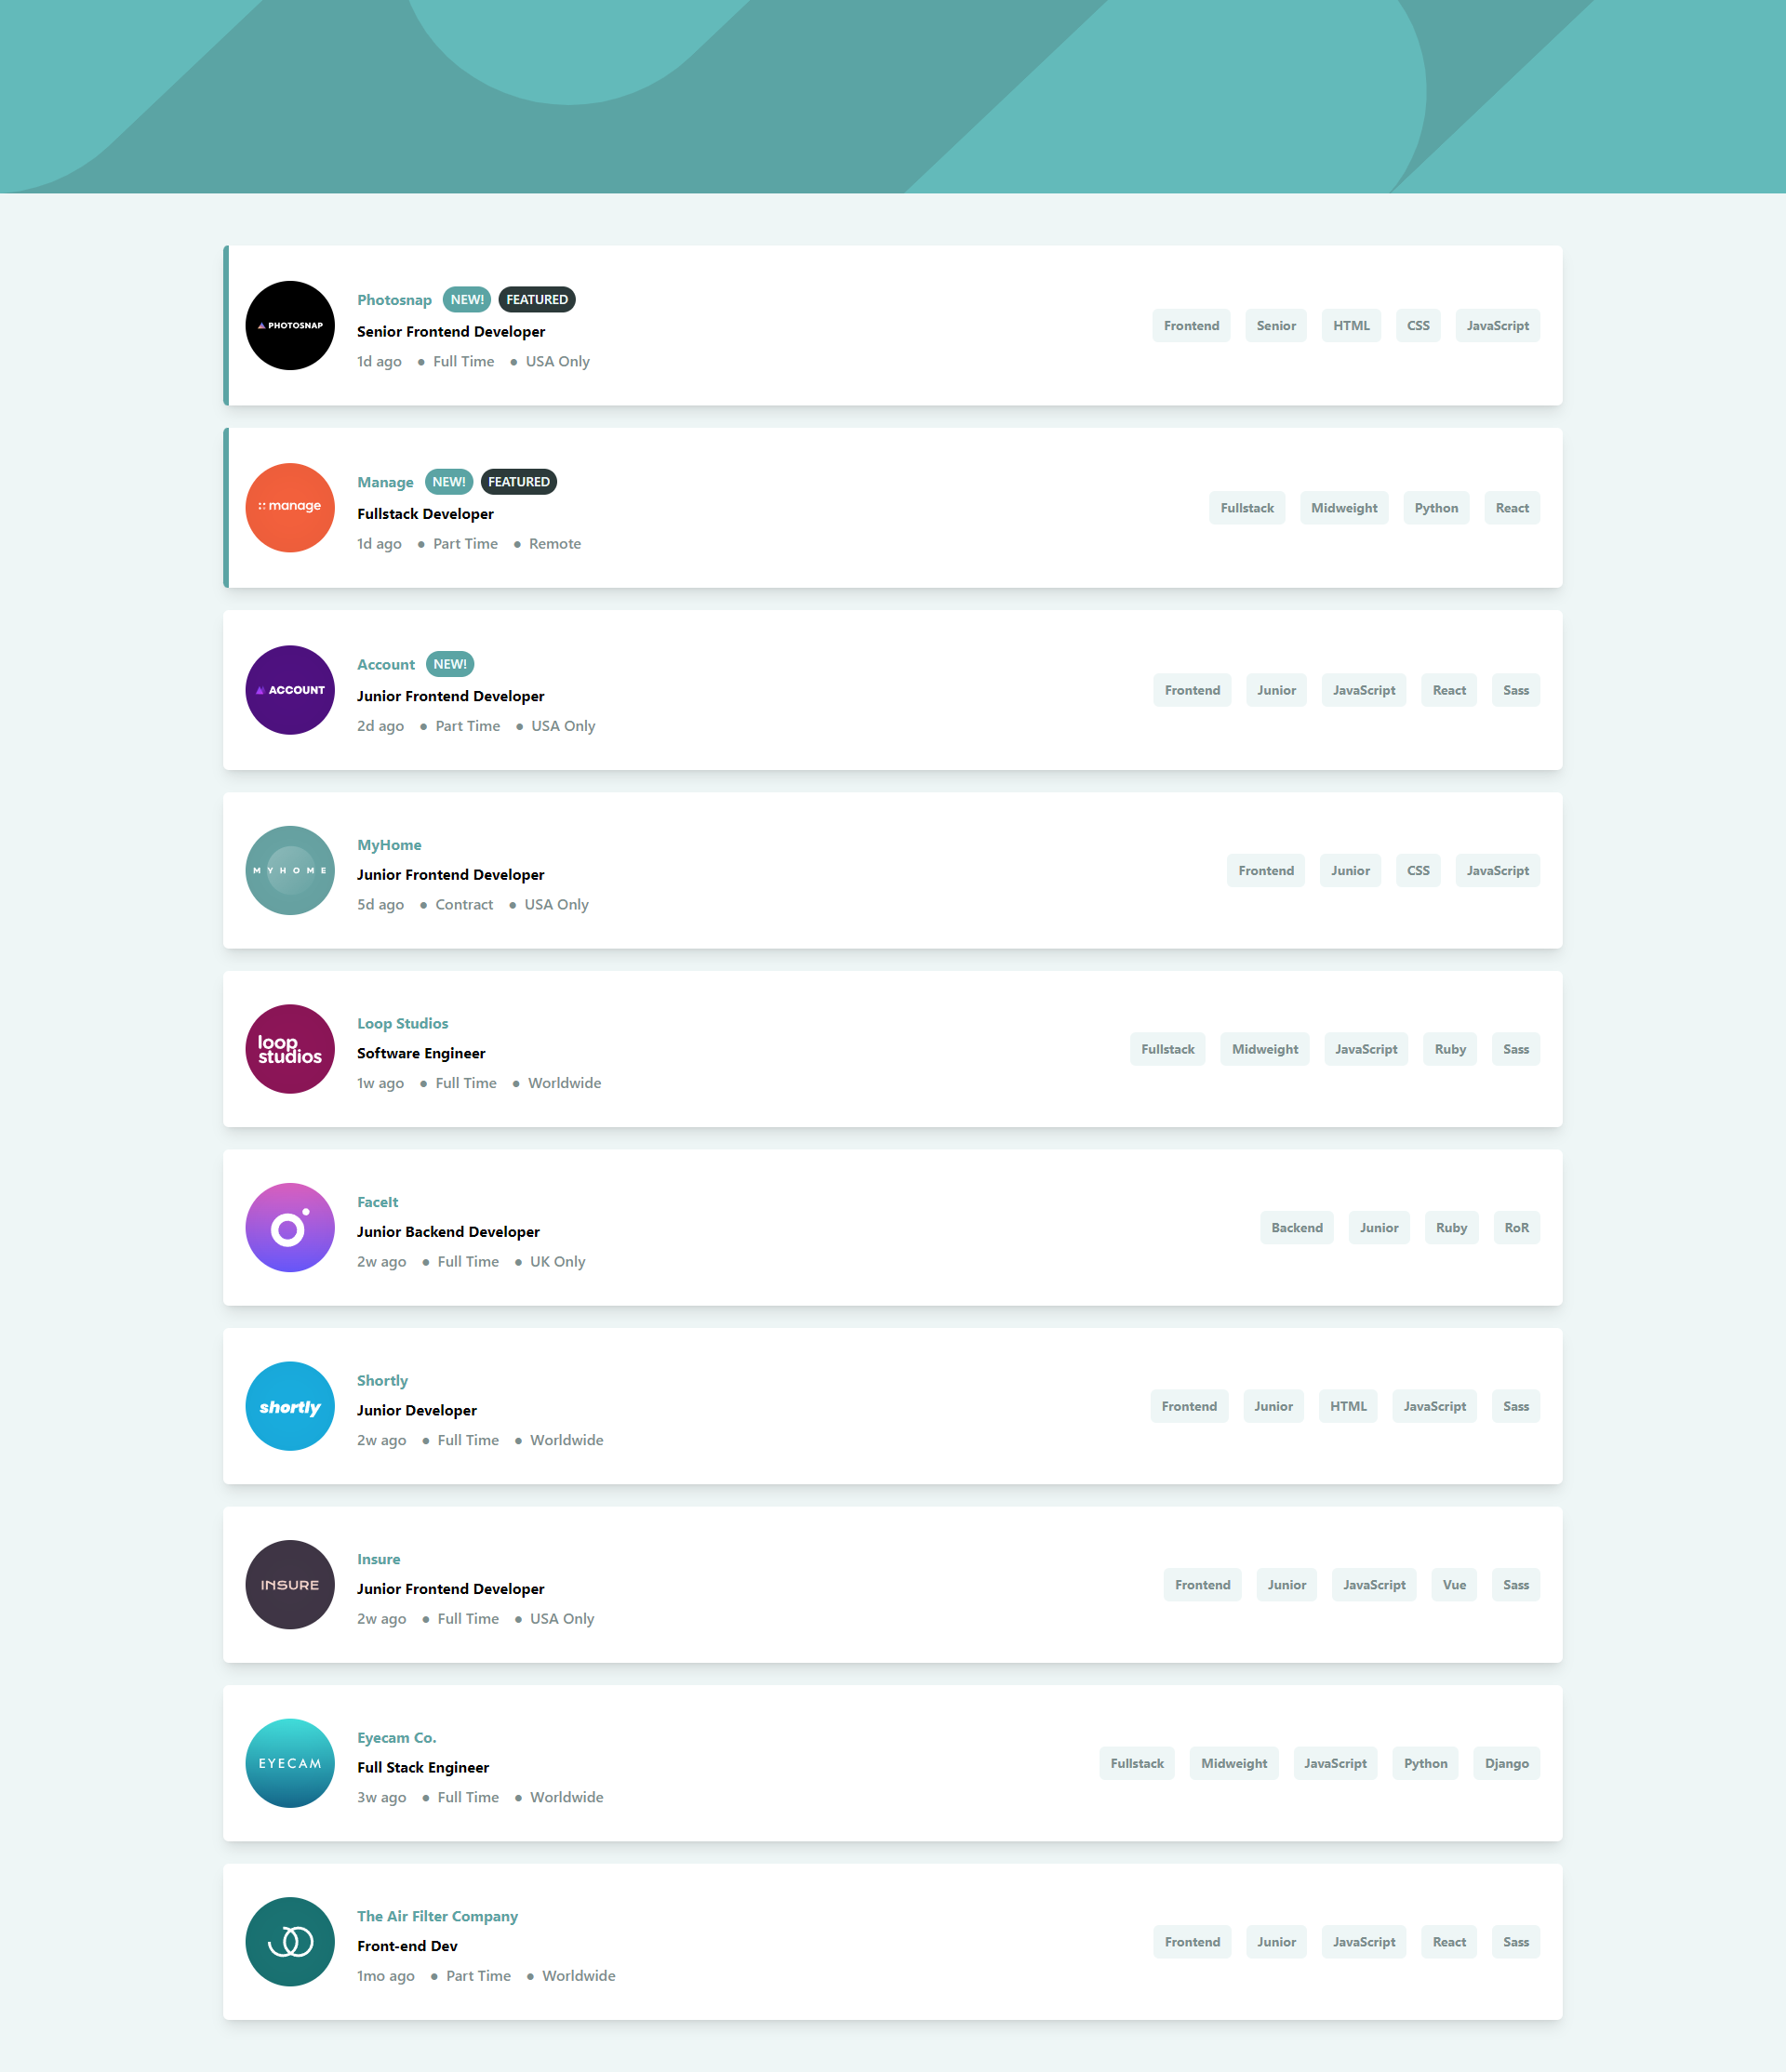 PHOTOSNAP
Photosnap NEW! FEATURED
Senior Frontend Developer
1d ago • Full Time • USA Only
Frontend Senior HTML CSS JavaScript
manage
Manage NEW! FEATURED
Fullstack Developer
1d ago • Part Time • Remote
Fullstack Midweight Python React
ACCOUNT
Account NEW!
Junior Frontend Developer
2d ago • Part Time • USA Only
Frontend Junior JavaScript React Sass
MYHOME
MyHome
Junior Frontend Developer
5d ago • Contract • USA Only
Frontend Junior CSS JavaScript
loop
studios
Loop Studios
Software Engineer
1w ago • Full Time • Worldwide
Fullstack Midweight JavaScript Ruby Sass
FaceIt
Junior Backend Developer
2w ago • Full Time • UK Only
Backend Junior Ruby RoR
shortly
Shortly
Junior Developer
2w ago • Full Time • Worldwide
Frontend Junior HTML JavaScript Sass
INSURE
Insure
Junior Frontend Developer
2w ago • Full Time • USA Only
Frontend Junior JavaScript Vue Sass
EYECAM
Eyecam Co.
Full Stack Engineer
3w ago • Full Time • Worldwide
Fullstack Midweight JavaScript Python Django
The Air Filter Company
Front-end Dev
1mo ago • Part Time • Worldwide
Frontend Junior JavaScript React Sass